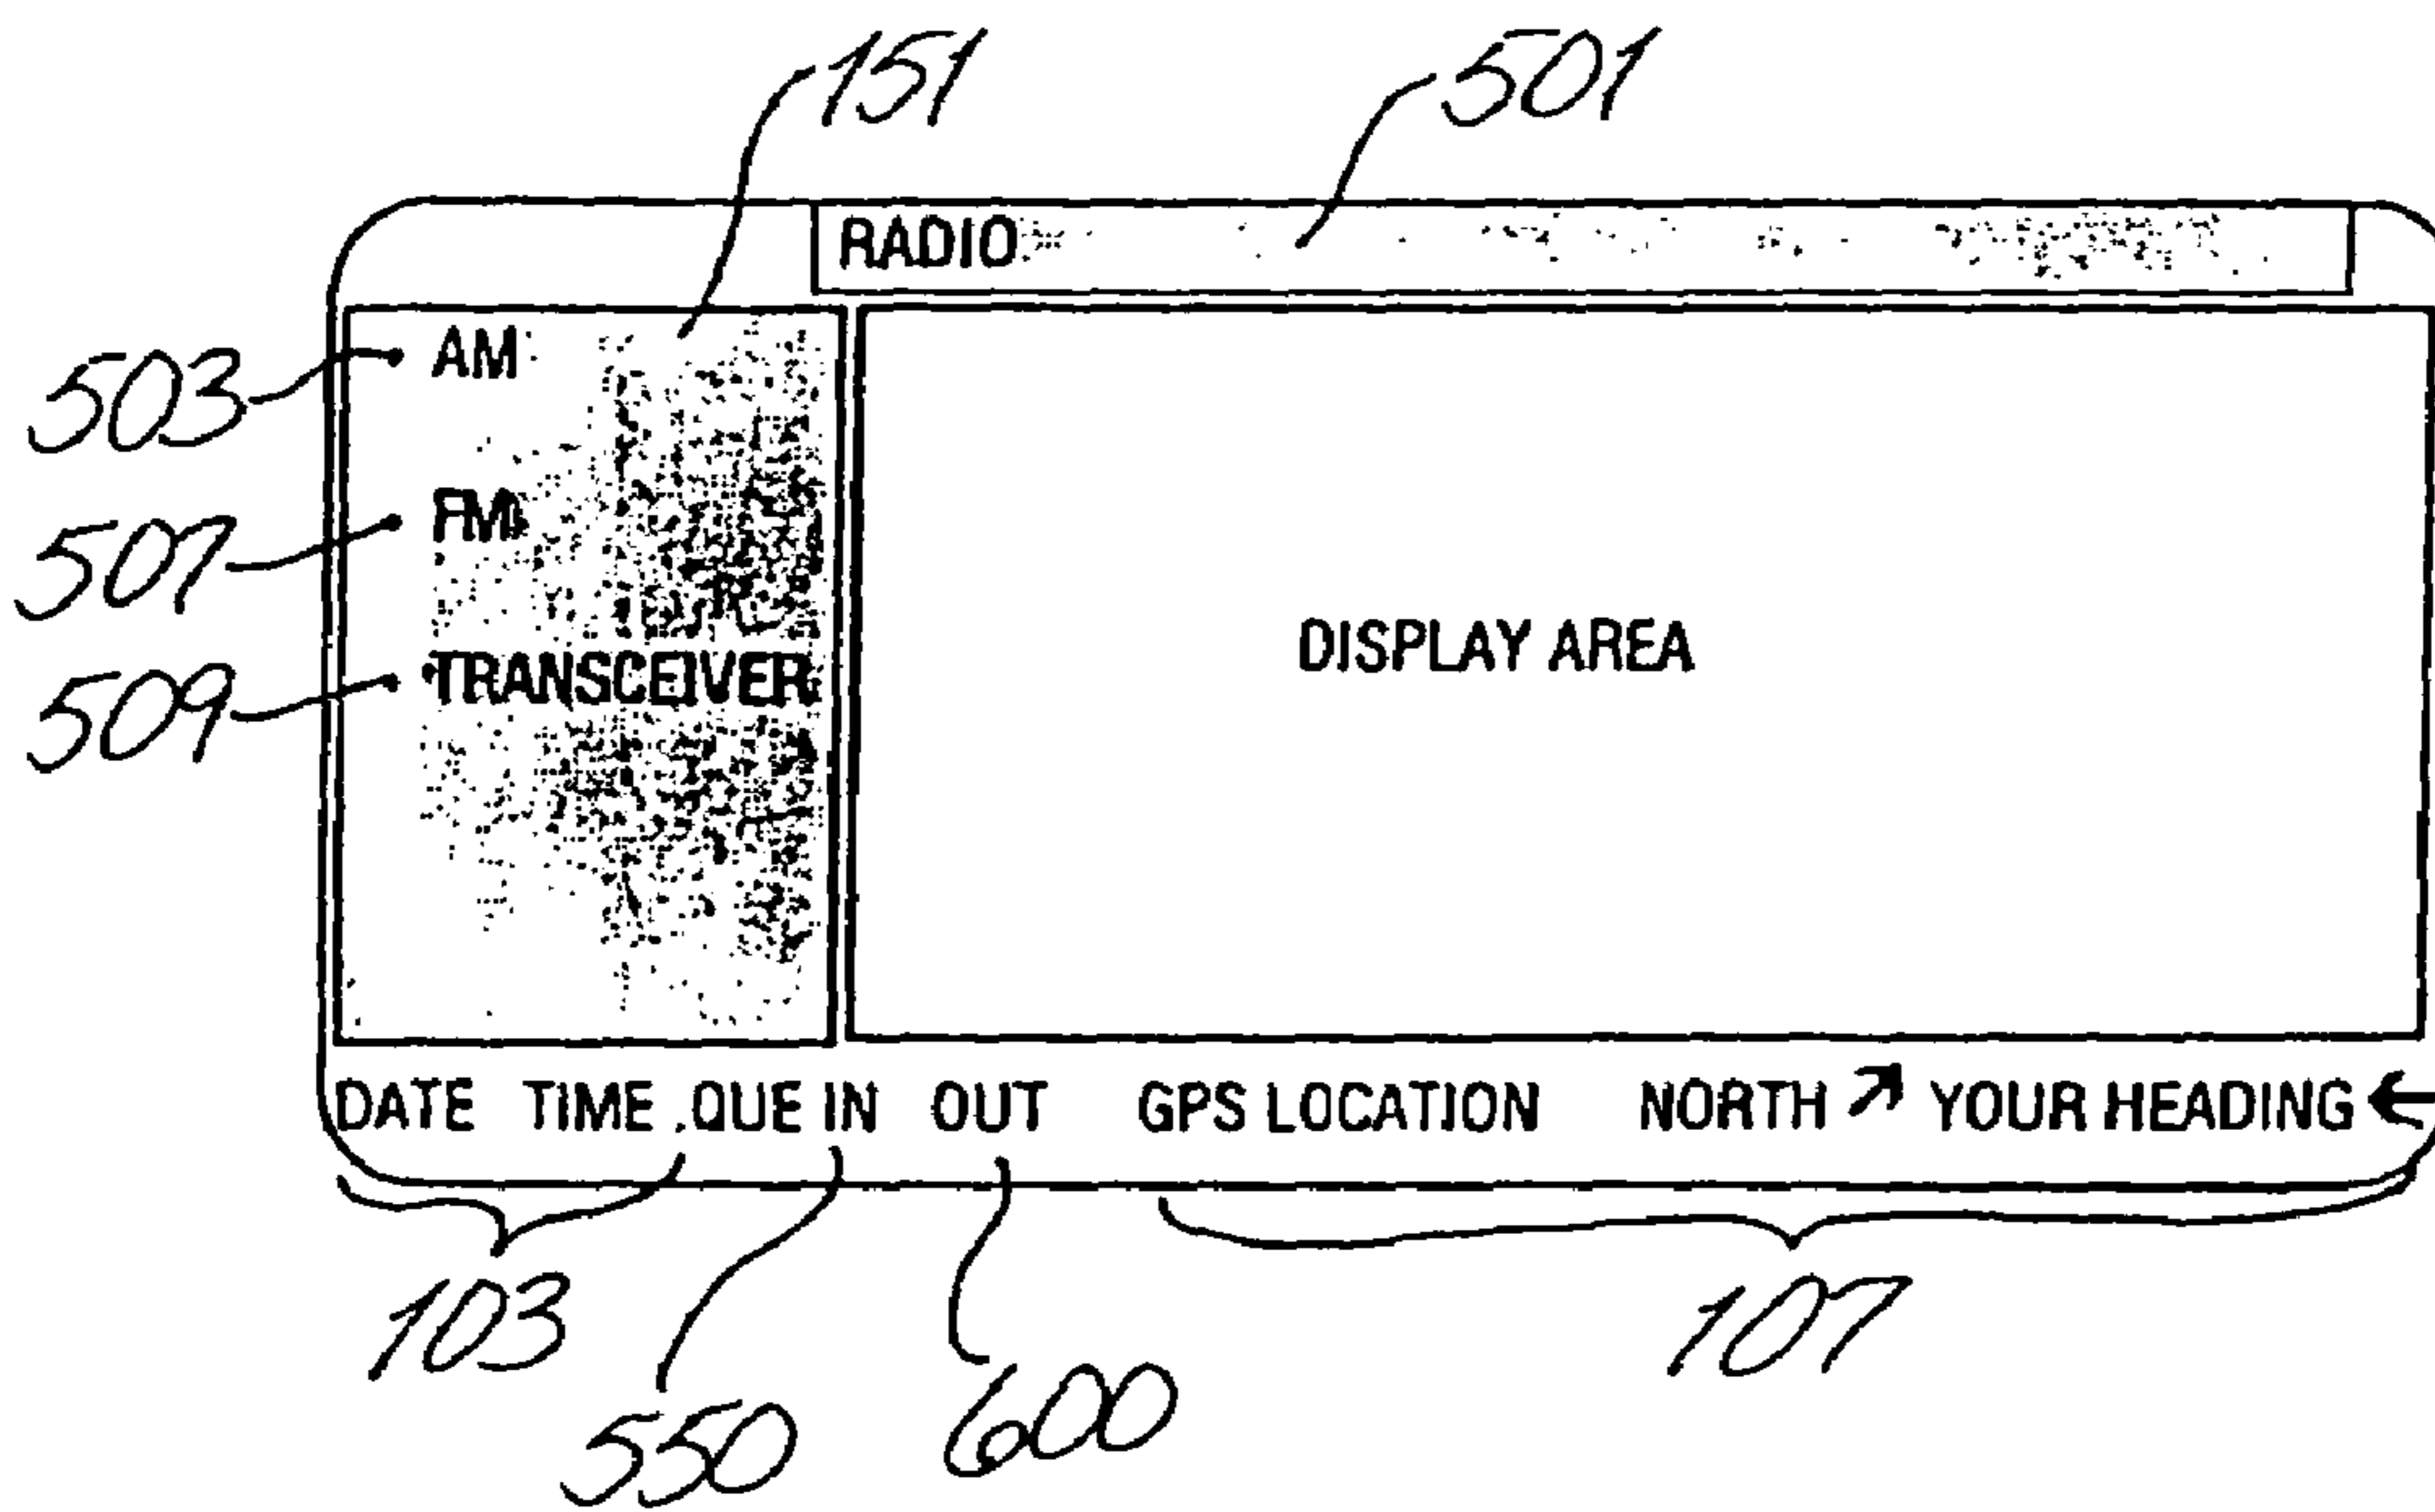 151 501
RADIO
503 AM
507 FM
509 TRANSCEIVER
DISPLAY AREA
DATE TIME QUE IN OUT GPS LOCATION NORTH ↗ YOUR HEADING ←
103 550 600 107